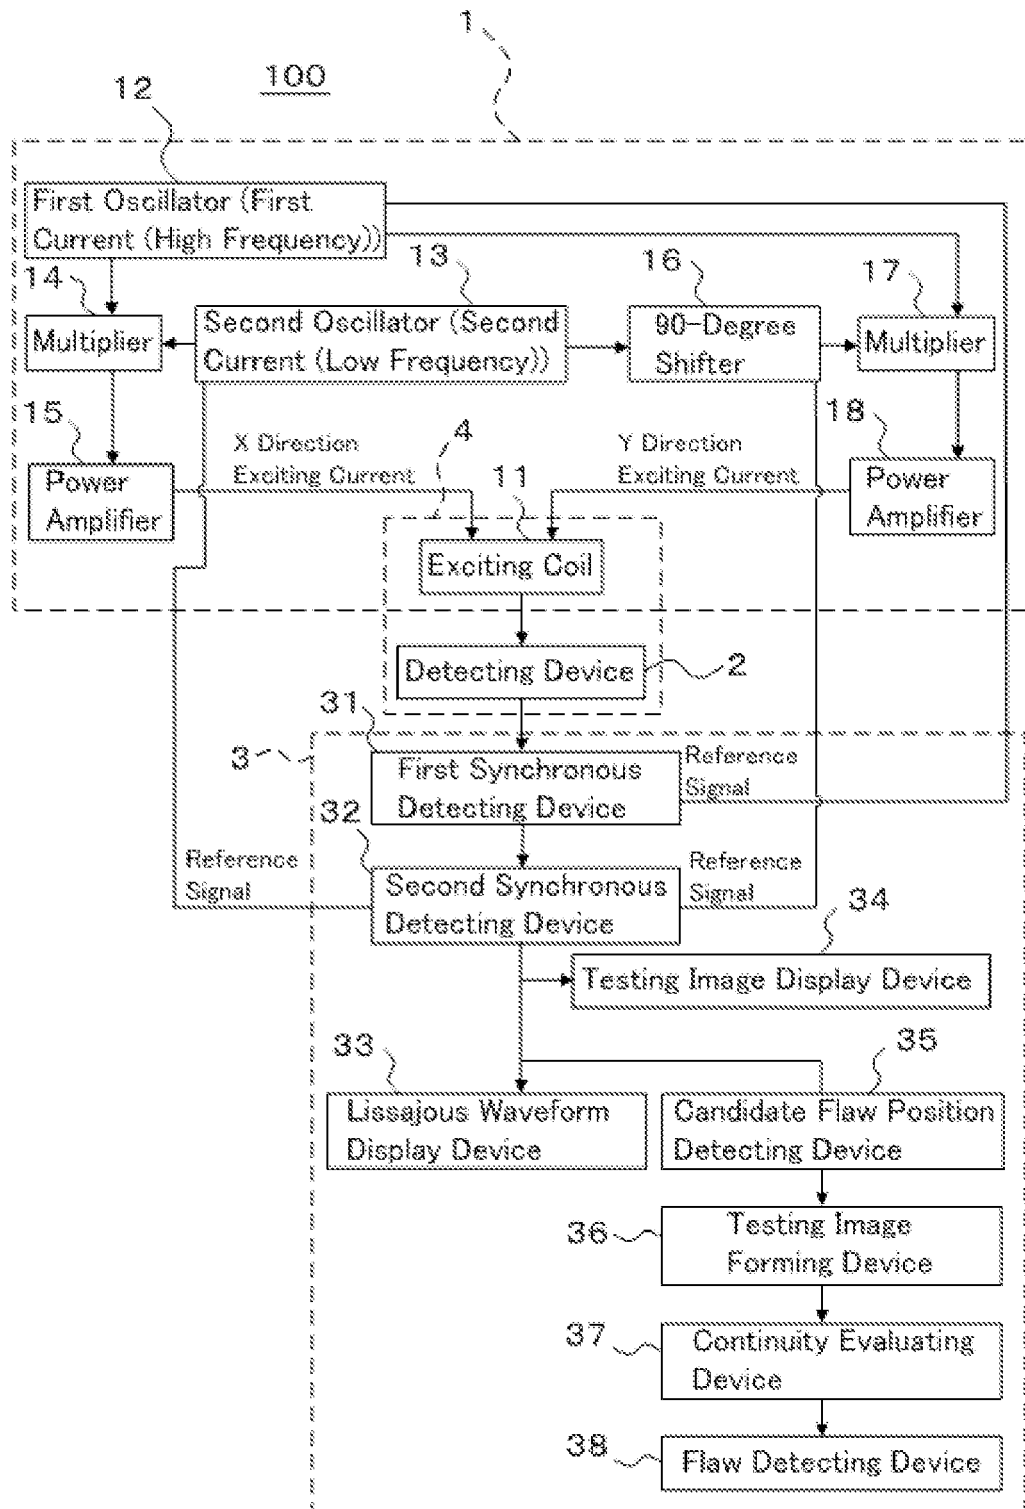 1
100
12
First Oscillator (First
Current (High Frequency))
14
13
16
17
Multiplier
Second Oscillator (Second
Current (Low Frequency))
90-Degree
Shifter
Multiplier
15
X Direction
Exciting Current
4
Y Direction
Exciting Current
18
Power
Amplifier
11
Power
Amplifier
Exciting Coil
Detecting Device
2
31
3
First Synchronous
Detecting Device
Reference
Signal
32
Reference
Signal
Second Synchronous
Detecting Device
Reference
Signal
34
Testing Image Display Device
33
35
Lissajous Waveform
Display Device
Candidate Flaw Position
Detecting Device
36
Testing Image
Forming Device
37
Continuity Evaluating
Device
38
Flaw Detecting Device